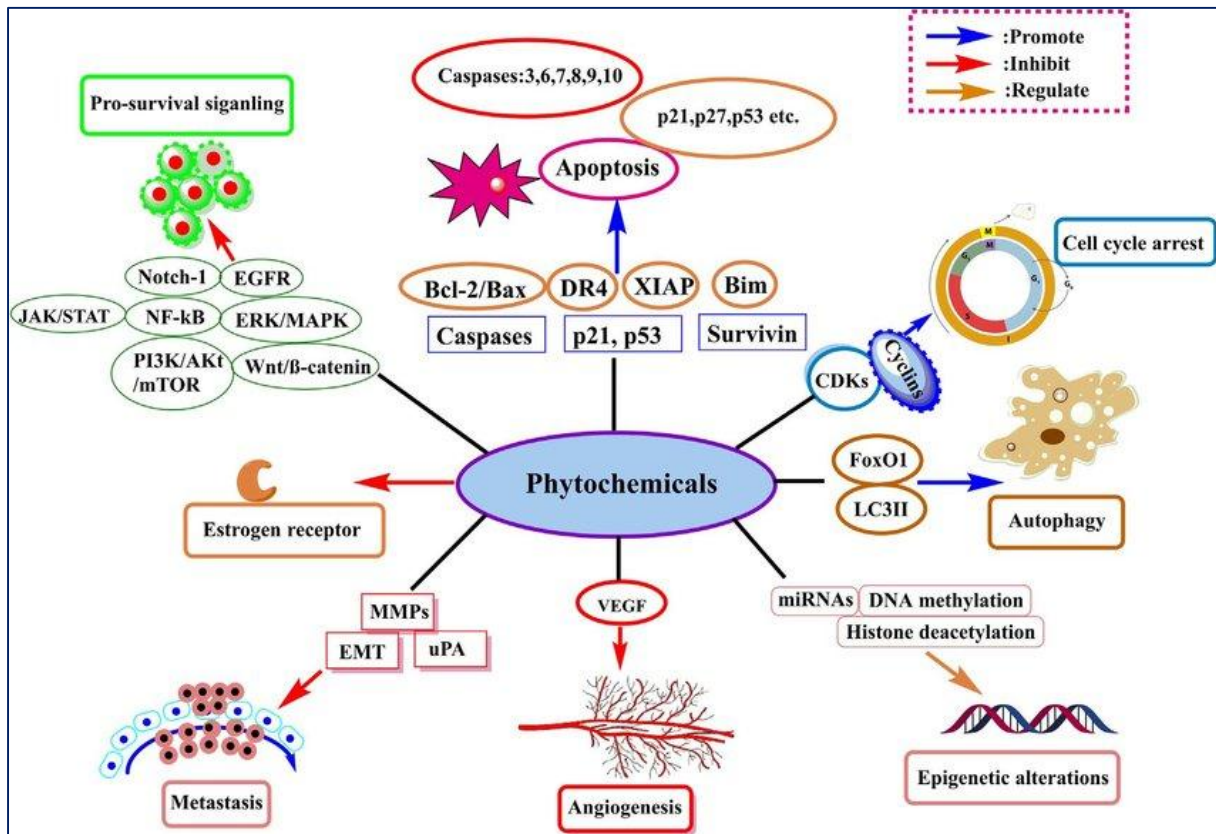 :Promote
:Inhibit
:Regulate
Caspases:3,6,7,8,9,10
p21,p27,p53 etc.
Apoptosis
Pro-survival siganling
Notch-1
EGFR
JAK/STAT
NF-kB
ERK/MAPK
PI3K/AKt
/mTOR
Wnt/ß-catenin
Bcl-2/Bax
DR4
XIAP
Bim
Caspases
p21, p53
Survivin
Cell cycle arrest
M
M
G₁
G₀
S
I
CDKs
Cyclins
Phytochemicals
FoxO1
LC3II
Autophagy
Estrogen receptor
MMPs
EMT
uPA
Metastasis
VEGF
Angiogenesis
miRNAs
DNA methylation
Histone deacetylation
Epigenetic alterations